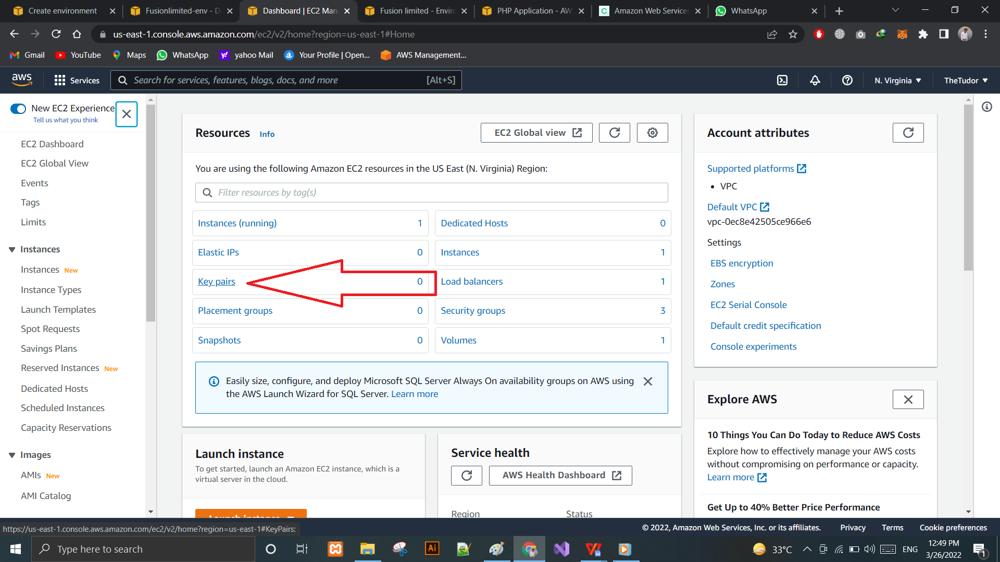 Create environment
Fusionlimited-env - D
Dashboard | EC2 Man
Fusion limited - Enviro
PHP Application - AW
Amazon Web Services
WhatsApp
us-east-1.console.aws.amazon.com/ec2/v2/home?region=us-east-1#Home
Gmail
YouTube
Maps
WhatsApp
yahoo Mail
Your Profile | Open...
AWS Management...
aws
Services
Search for services, features, blogs, docs, and more
[Alt+S]
N. Virginia
TheTudor
New EC2 Experience
Tell us what you think
EC2 Dashboard
EC2 Global View
Events
Tags
Limits
Instances
Instances New
Instance Types
Launch Templates
Spot Requests
Savings Plans
Reserved Instances New
Dedicated Hosts
Scheduled Instances
Capacity Reservations
Images
AMIs New
AMI Catalog
Resources Info
EC2 Global view
You are using the following Amazon EC2 resources in the US East (N. Virginia) Region:
Filter resources by tag(s)
Instances (running) 1
Dedicated Hosts 0
Elastic IPs 0
Instances 1
Key pairs 0
Load balancers 1
Placement groups 0
Security groups 3
Snapshots 0
Volumes 1
Easily size, configure, and deploy Microsoft SQL Server Always On availability groups on AWS using
the AWS Launch Wizard for SQL Server. Learn more
Launch instance
To get started, launch an Amazon EC2 instance, which is a
virtual server in the cloud.
Launch instance
Service health
AWS Health Dashboard
Region
Status
Account attributes
Supported platforms
• VPC
Default VPC
vpc-0ec8e42505ce966e6
Settings
EBS encryption
Zones
EC2 Serial Console
Default credit specification
Console experiments
Explore AWS
10 Things You Can Do Today to Reduce AWS Costs
Explore how to effectively manage your AWS costs
without compromising on performance or capacity.
Learn more
Get Up to 40% Better Price Performance
https://us-east-1.console.aws.amazon.com/ec2/v2/home?region=us-east-1#KeyPairs:
© 2022, Amazon Web Services, Inc. or its affiliates.
Privacy
Terms
Cookie preferences
Type here to search
Ai
33°C
ENG
12:49 PM
3/26/2022
1